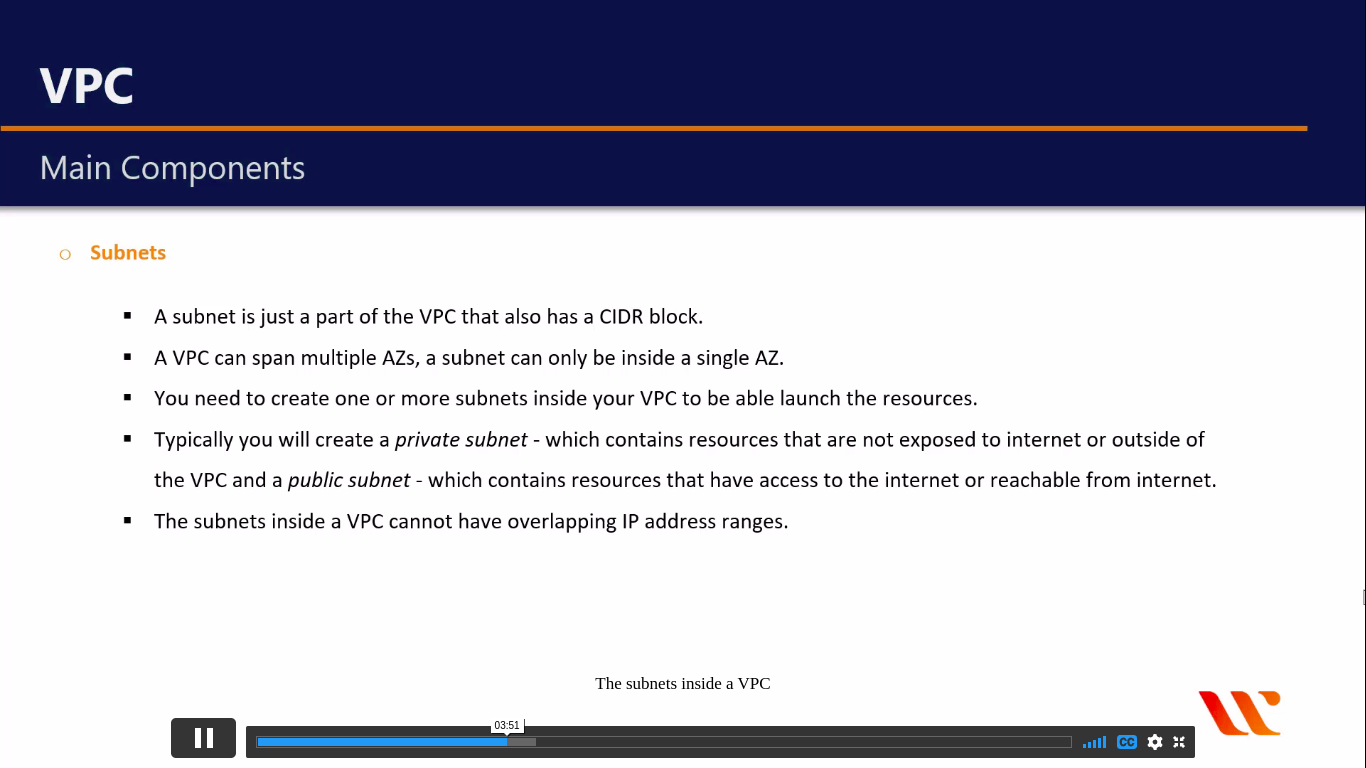 VPC
Main Components
Subnets
A subnet is just a part of the VPC that also has a CIDR block.
A VPC can span multiple AZs, a subnet can only be inside a single AZ.
You need to create one or more subnets inside your VPC to be able launch the resources.
Typically you will create a private subnet - which contains resources that are not exposed to internet or outside of
the VPC and a public subnet - which contains resources that have access to the internet or reachable from internet.
The subnets inside a VPC cannot have overlapping IP address ranges.
The subnets inside a VPC
03:51
CC